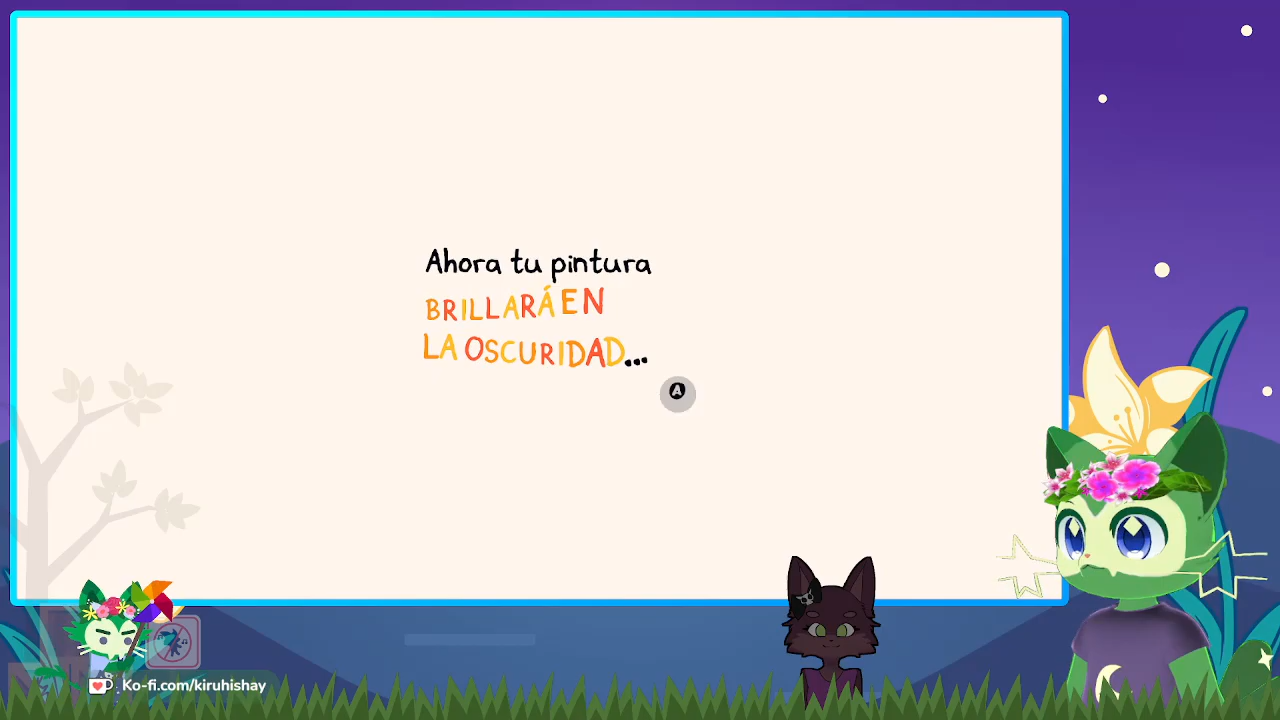 Ahora tu pintura
BRILLARÁ EN
LA OSCURIDAD...
A
Ko-fi.com/kiruhishay